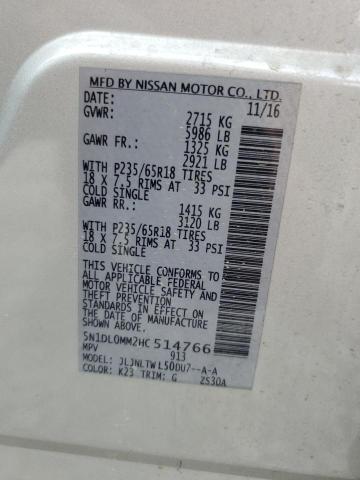 MFD BY NISSAN MOTOR CO., LTD.
DATE: 11/16
GVWR: 2715 KG
5986 LB
GAWR FR.: 1325 KG
2921 LB
WITH P235/65R18 TIRES
18 X 7.5 RIMS AT 33 PSI
COLD SINGLE
GAWR RR.: 1415 KG
3120 LB
WITH P235/65R18 TIRES
18 X 7.5 RIMS AT 33 PSI
COLD SINGLE
THIS VEHICLE CONFORMS TO
ALL APPLICABLE FEDERAL
MOTOR VEHICLE SAFETY AND
THEFT PREVENTION
STANDARDS IN EFFECT ON
THE DATE OF MANUFACTURE
SHOWN ABOVE.
5N1DL0MM2HC514766
MPV 913
MODEL: A-A
COLOR: K23 TRIM: G ZS30A